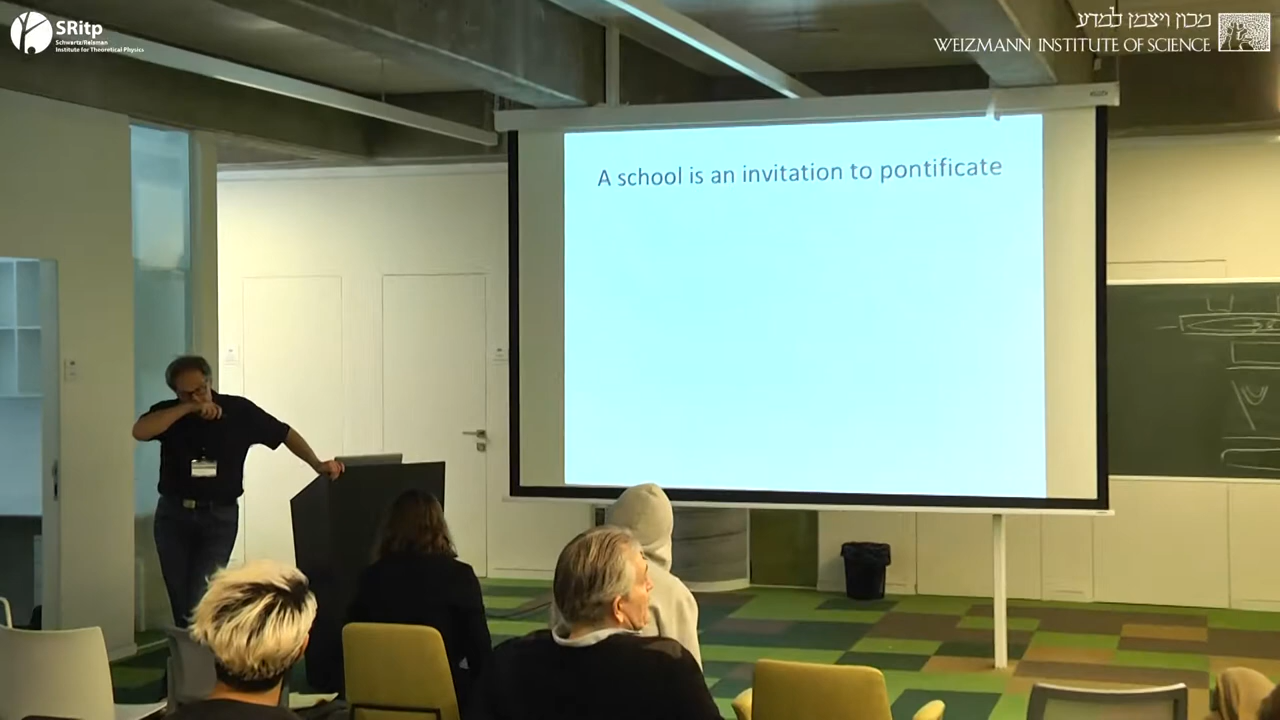 SRitp
Schwartz/Reisman
Institute for Theoretical Physics
מכון ויצמן למדע
WEIZMANN INSTITUTE OF SCIENCE
A school is an invitation to pontificate